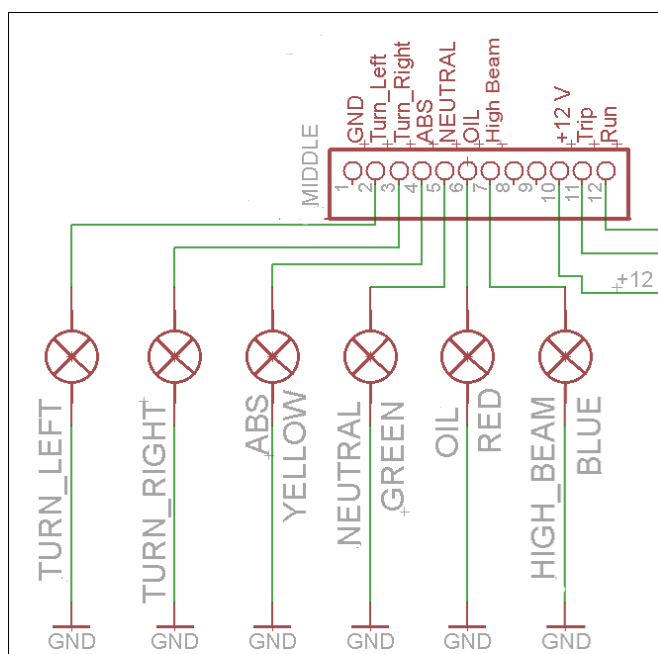 GND
Turn_Left
Turn_Right
ABS
NEUTRAL
OIL
High Beam
+12 V
Trip
Run
MIDDLE
1
2
3
4
5
6
7
8
9
10
11
12
+12
TURN_LEFT
TURN_RIGHT
ABS
YELLOW
NEUTRAL
GREEN
OIL
RED
HIGH_BEAM
BLUE
GND
GND
GND
GND
GND
GND